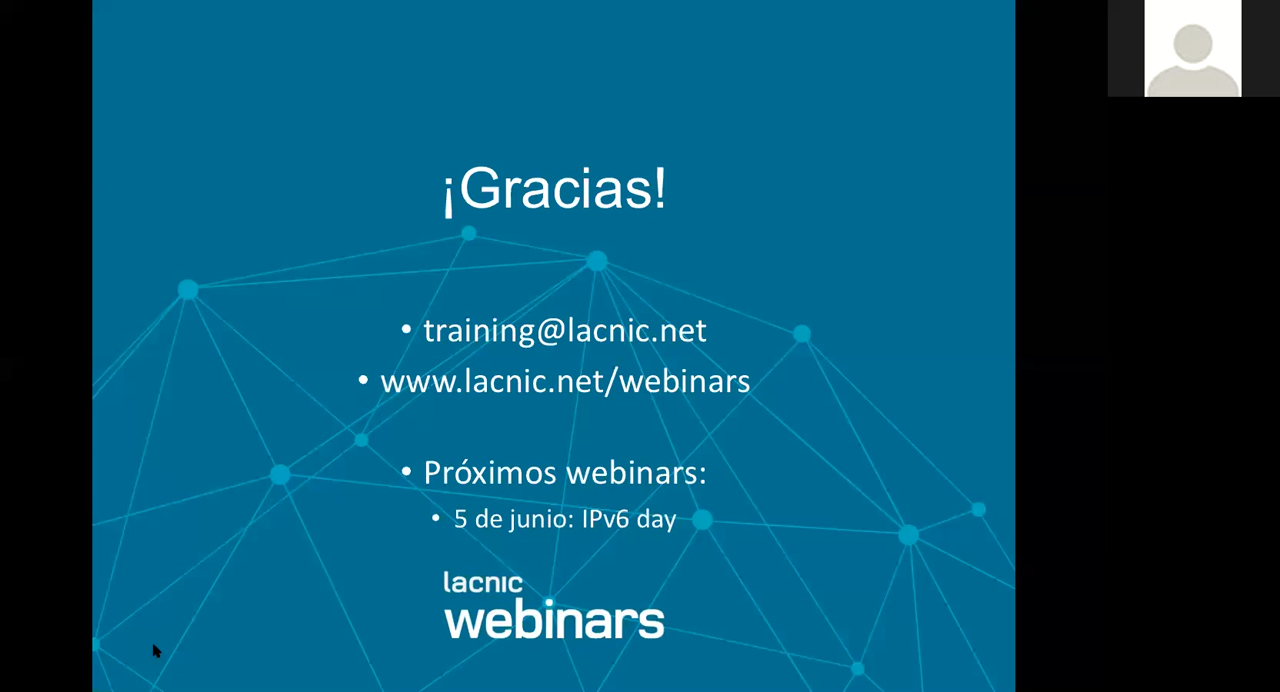 ¡Gracias!
• training@lacnic.net
• www.lacnic.net/webinars
• Próximos webinars:
• 5 de junio: IPv6 day
lacnic
webinars